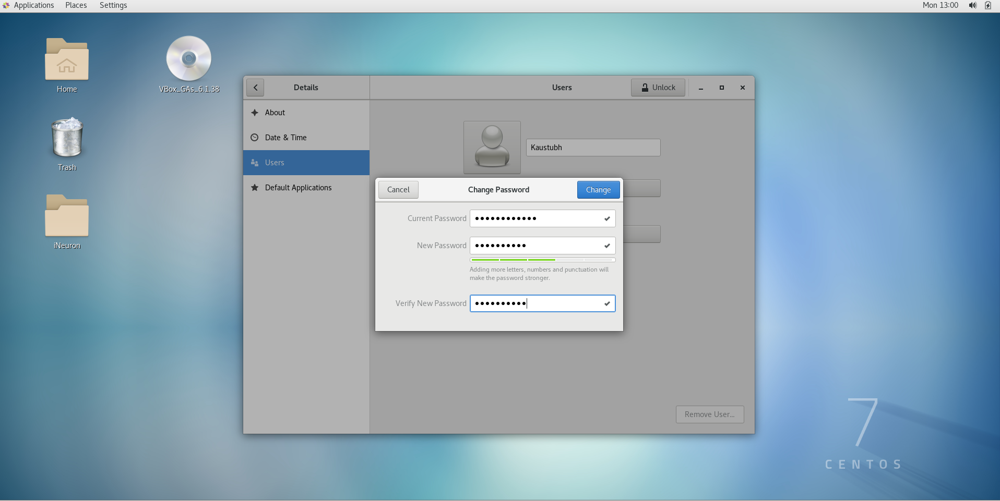 Applications Places Settings Mon 13:00
Home
VBox_GAs_6.1.38
Trash
iNeuron
Details
Users
Unlock
About
Date & Time
Users
Default Applications
Kaustubh
Cancel
Change Password
Change
Current Password ●●●●●●●●●●●●
New Password ●●●●●●●●●●
Adding more letters, numbers and punctuation will
make the password stronger.
Verify New Password ●●●●●●●●●●
Remove User...
7
CENTOS